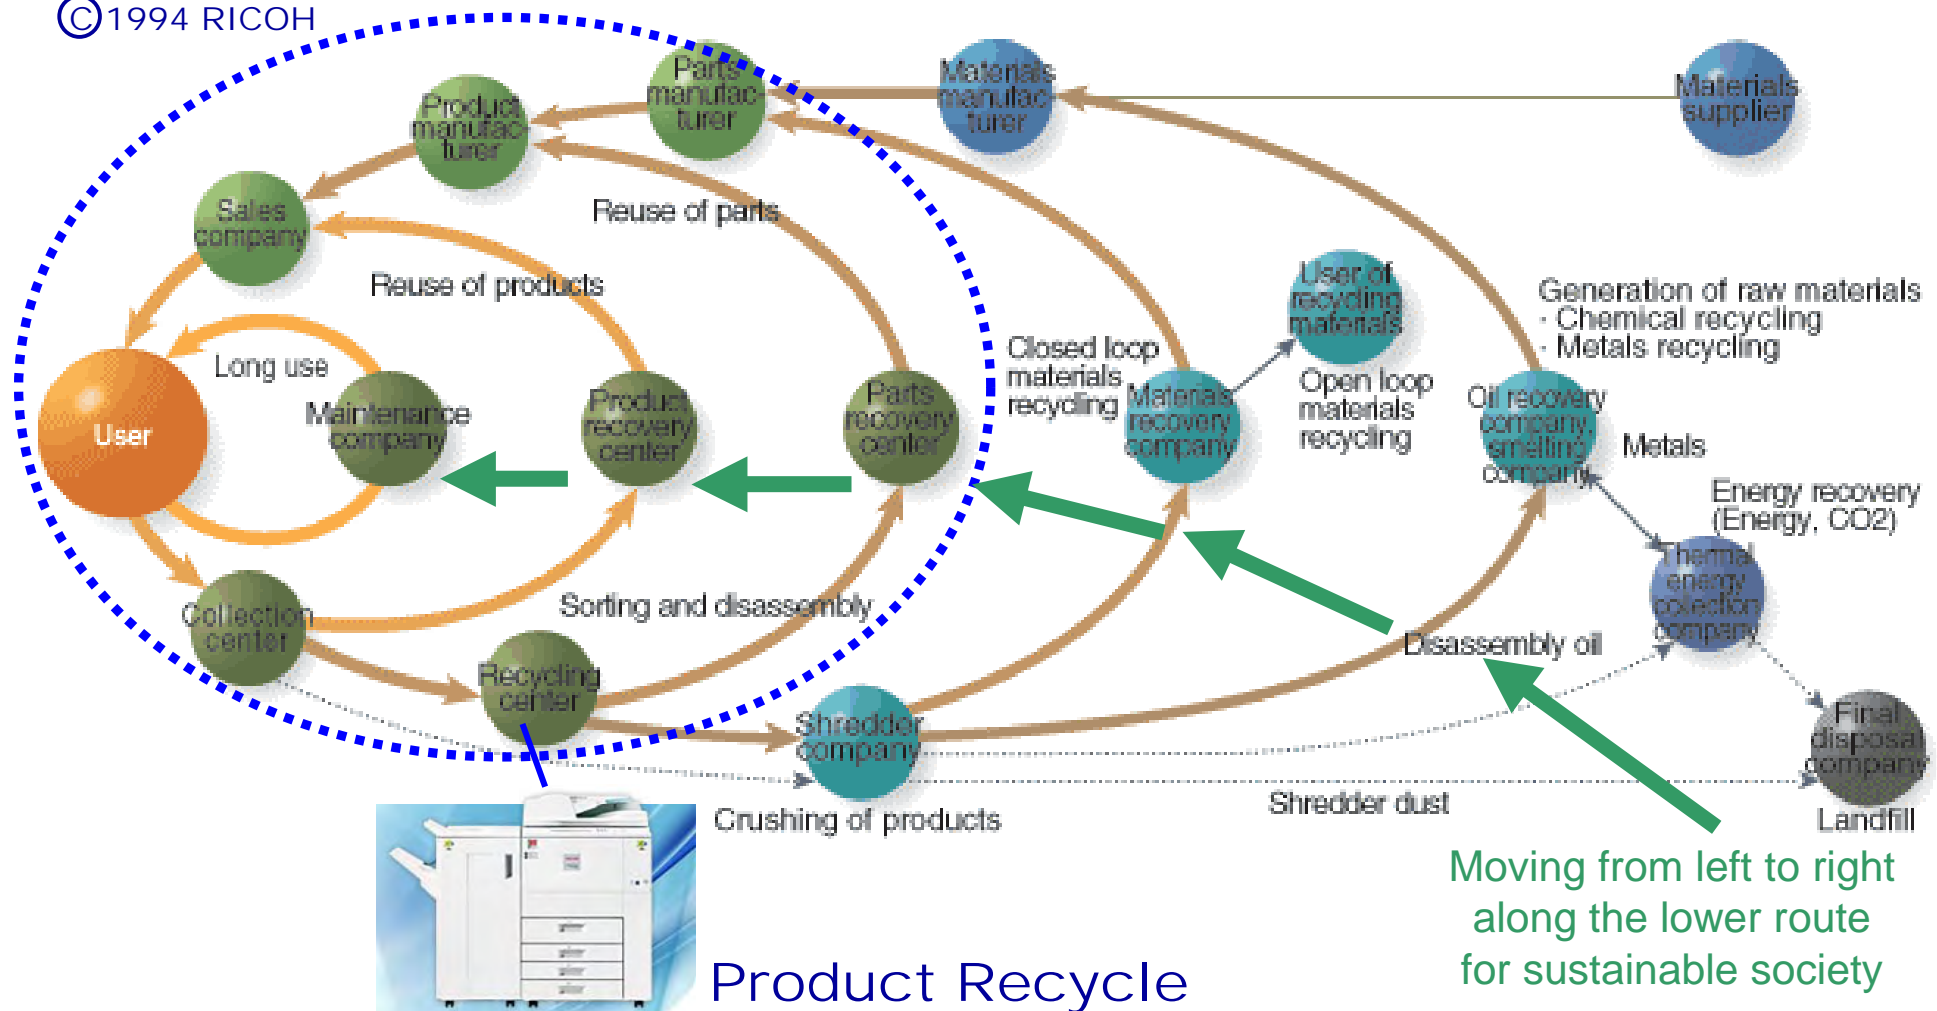 ©1994 RICOH
Parts
manufac-
turer
Materials
manufac-
turer
Materials
supplier
Product
manufac-
turer
Sales
company
Reuse of parts
Reuse of products
User of
recycling
materials
Generation of raw materials
- Chemical recycling
- Metals recycling
Closed loop
materials
recycling
Open loop
materials
recycling
Long use
User
Maintenance
company
Product
recovery
center
Parts
recovery
center
Materials
recovery
company
Oil recovery
company,
smelting
company
Metals
Energy recovery
(Energy, CO2)
Thermal
energy
collection
company
Collection
center
Sorting and disassembly
Disassembly oil
Recycling
center
Shredder
company
Final
disposal
company
Crushing of products
Shredder dust
Landfill
Moving from left to right
along the lower route
for sustainable society
Product Recycle